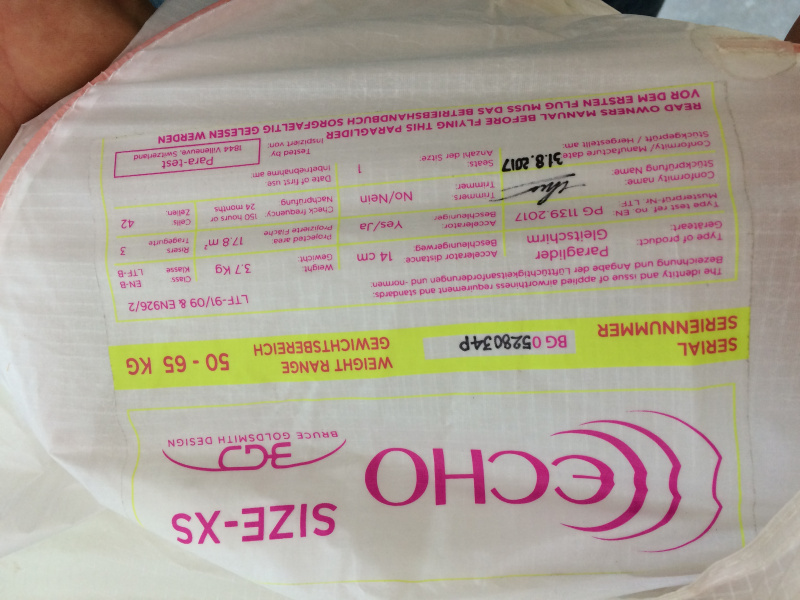 ECHO
SIZE-XS
BGD
BRUCE GOLDSMITH DESIGN
SERIAL
SERIENNUMMER
BG 0528034P
WEIGHT RANGE
GEWICHTSBEREICH
50 - 65 KG
The identity and issue of applied airworthiness requirement and standards:
Bezeichnung und Angabe der Lufttüchtigkeitsanforderungen und -normen:
LTF-91/09 & EN926/2
Type of product:
Geräteart:
Paraglider
Gleitschirm
Accelerator distance
Beschleunigerweg
14 cm
Weight
Gewicht
3.7 Kg
Class
Klasse
EN-B
LTF-B
Type test ref no EN.
Musterprüf-Nr. LTF:
PG 1139.2017
Accelerator:
Beschleuniger:
Yes/Ja
Projected area
Projizierte Fläche
17.8 m²
Risers
Tragegurte
3
Conformity name:
Stückprüfung Name:
Trimmers
Trimmer:
No/Nein
Check frequency
Nachprüfung
150 hours or
24 months
Cells:
Zellen:
42
Conformity / Manufacture date
Stückgeprüft / Hergestellt am:
31.8.2017
Seats:
Anzahl der Sitze:
1
Date of first use
Inbetriebnahme am:
Tested by
Inspiziert von:
Para-test
1844 Villeneuve, Switzerland
READ OWNERS MANUAL BEFORE FLYING THIS PARAGLIDER
VOR DEM ERSTEN FLUG MUSS DAS BETRIEBSHANDBUCH SORGFAELTIG GELESEN WERDEN